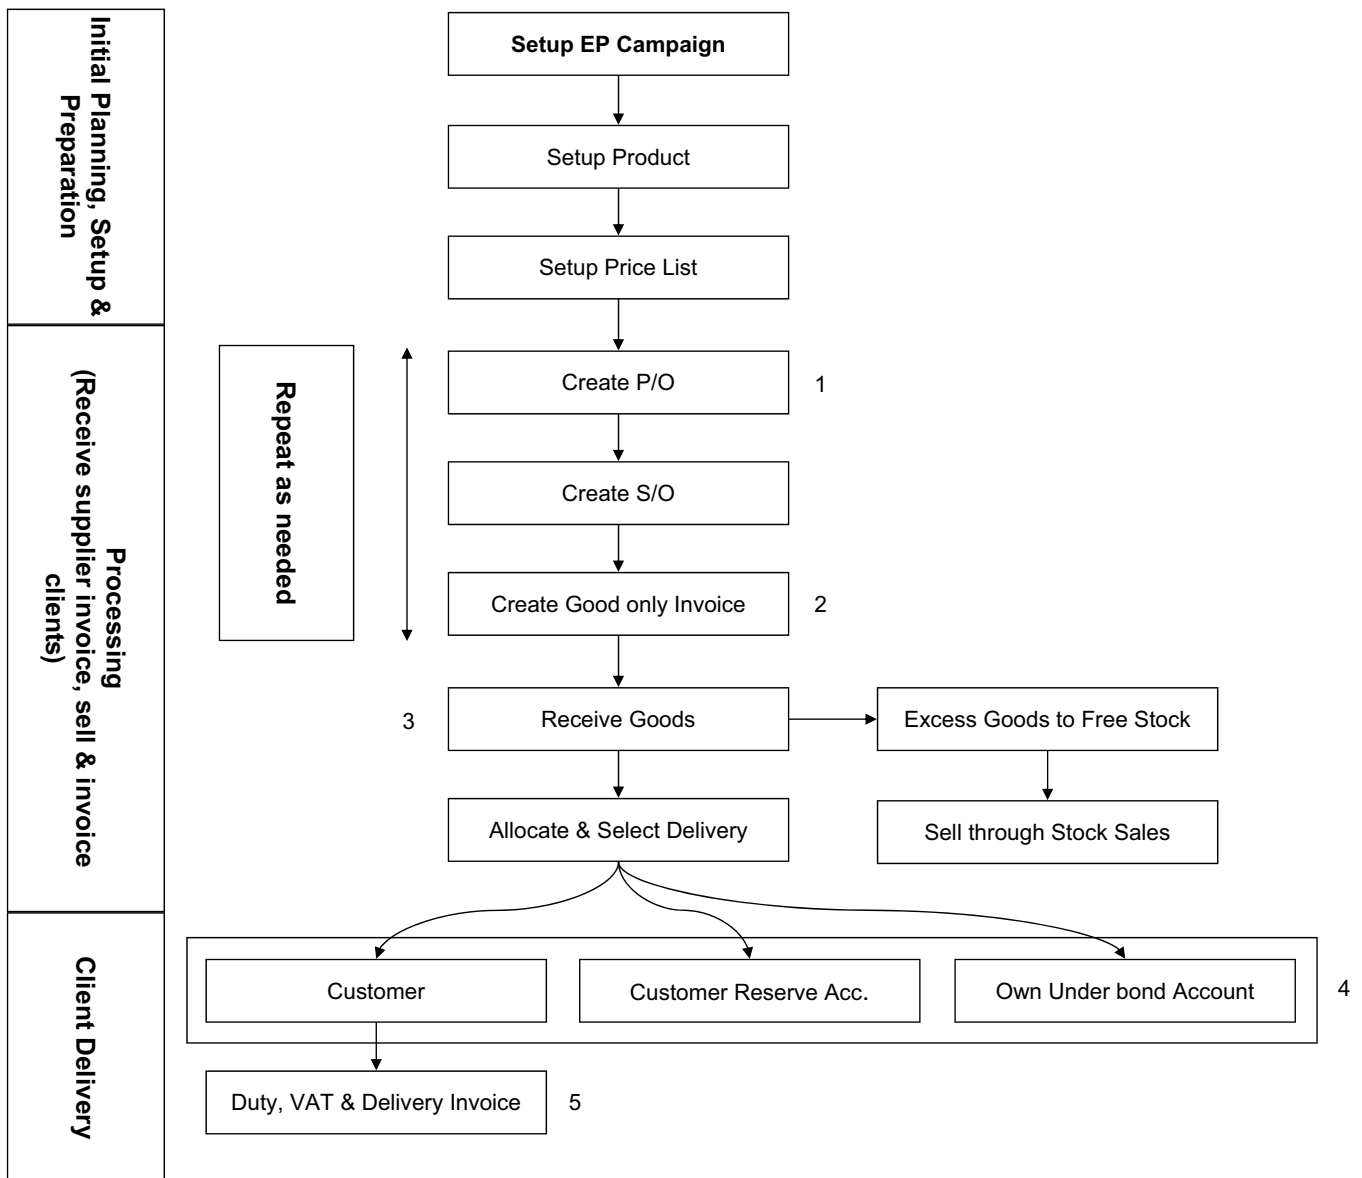 Initial Planning, Setup &
Preparation
Setup EP Campaign
Setup Product
Setup Price List
Processing
(Receive supplier invoice, sell & invoice
clients)
Repeat as needed
Create P/O
1
Create S/O
Create Good only Invoice
2
3
Receive Goods
Excess Goods to Free Stock
Allocate & Select Delivery
Sell through Stock Sales
Client Delivery
Customer
Customer Reserve Acc.
Own Under bond Account
4
Duty, VAT & Delivery Invoice
5